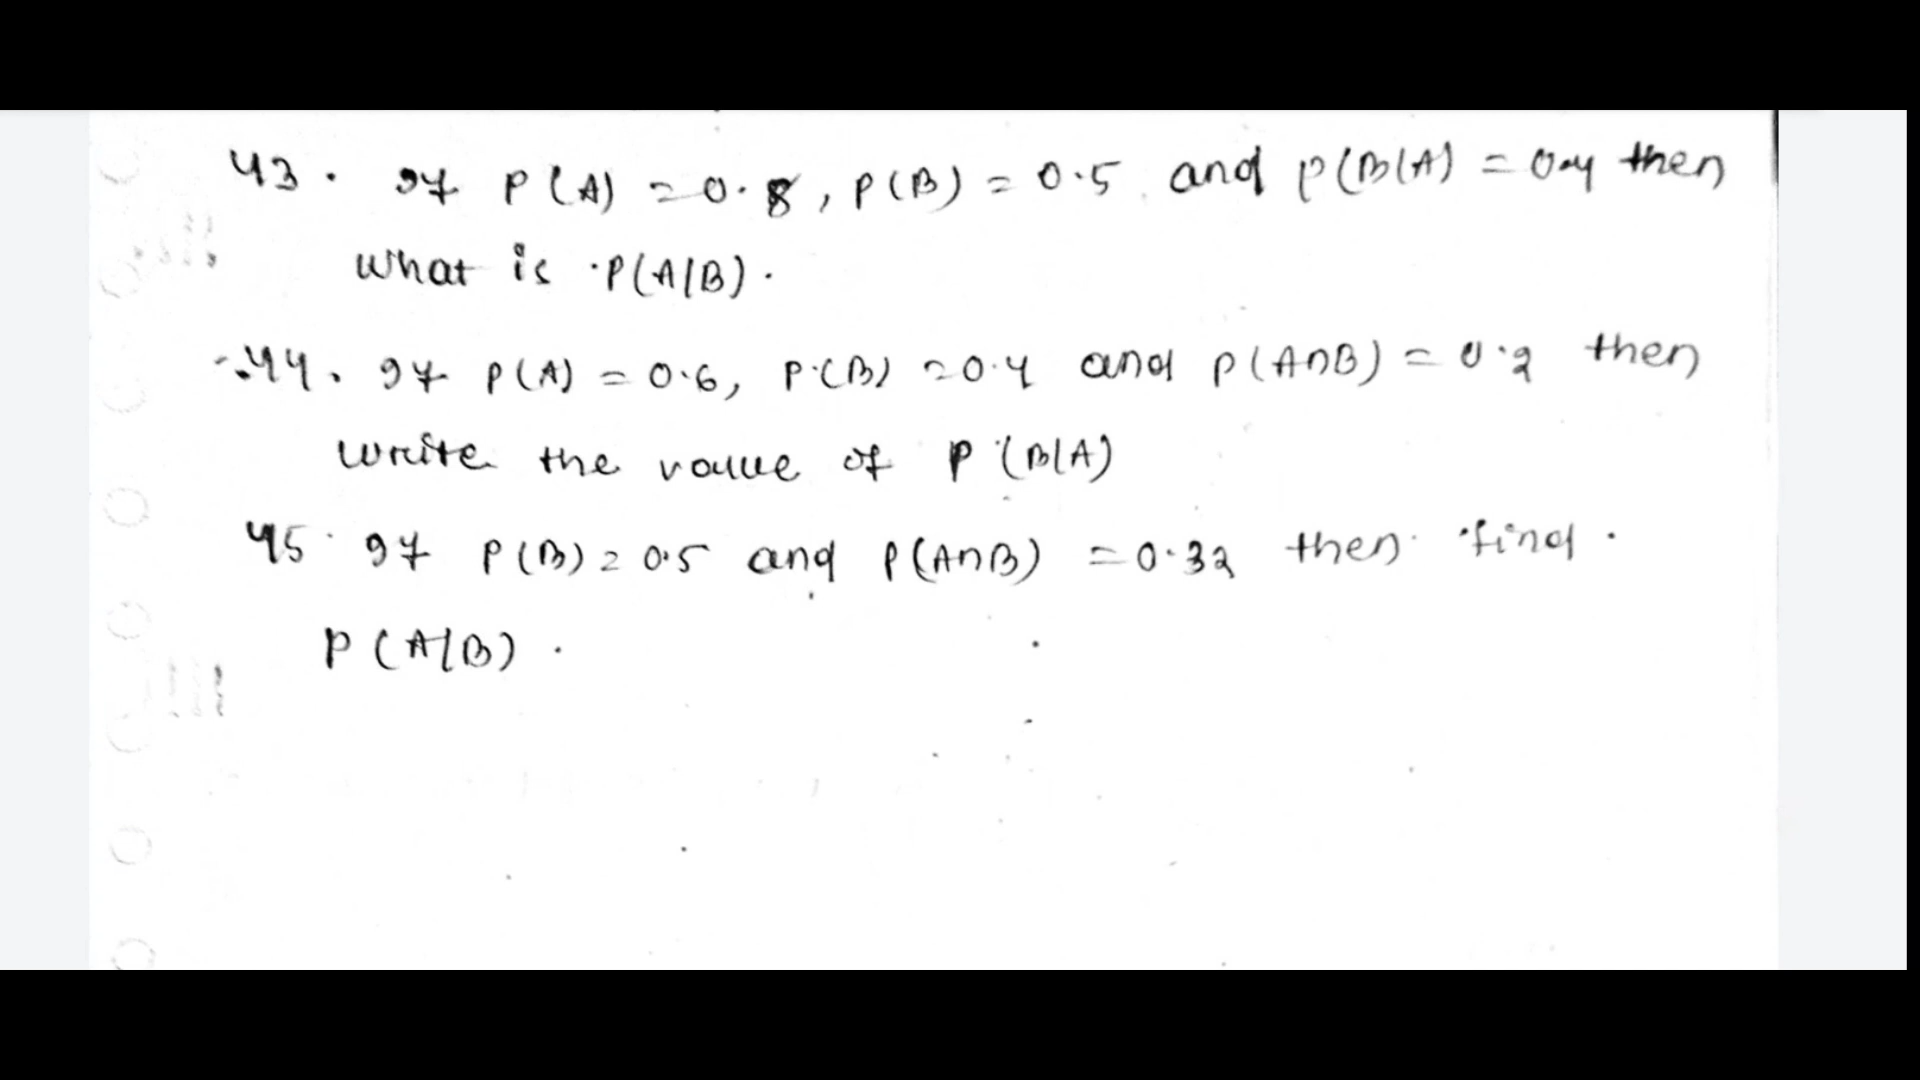 43. If P(A) = 0.8, P(B) = 0.5 and P(B|A) = 0.4 then
what is P(A|B).
44. If P(A) = 0.6, P(B) = 0.4 and P(A∩B) = 0.2 then
write the value of P(B|A)
45. If P(B) = 0.5 and P(A∩B) = 0.32 then find.
P(A|B).